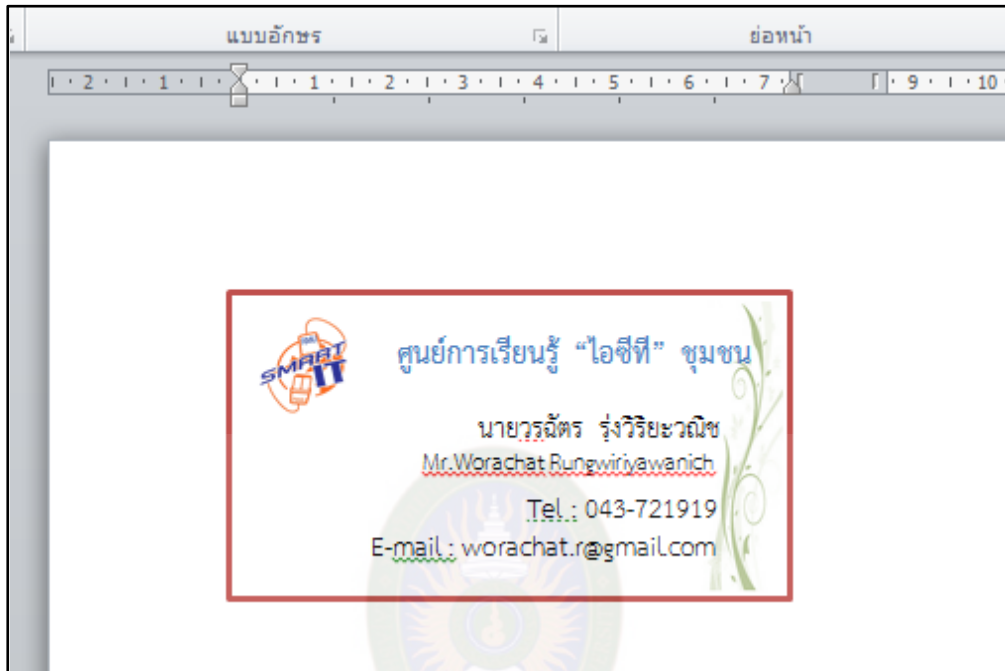 แบบอักษร ย่อหน้า
2 1 1 2 3 4 5 6 7 9 10
SMART IT
ศูนย์การเรียนรู้ “ไอซีที” ชุมชน
นายวรฉัตร รุ่งวิริยะวณิช
Mr.Worachat Rungwiriyawanich
Tel : 043-721919
E-mail : worachat.r@gmail.com